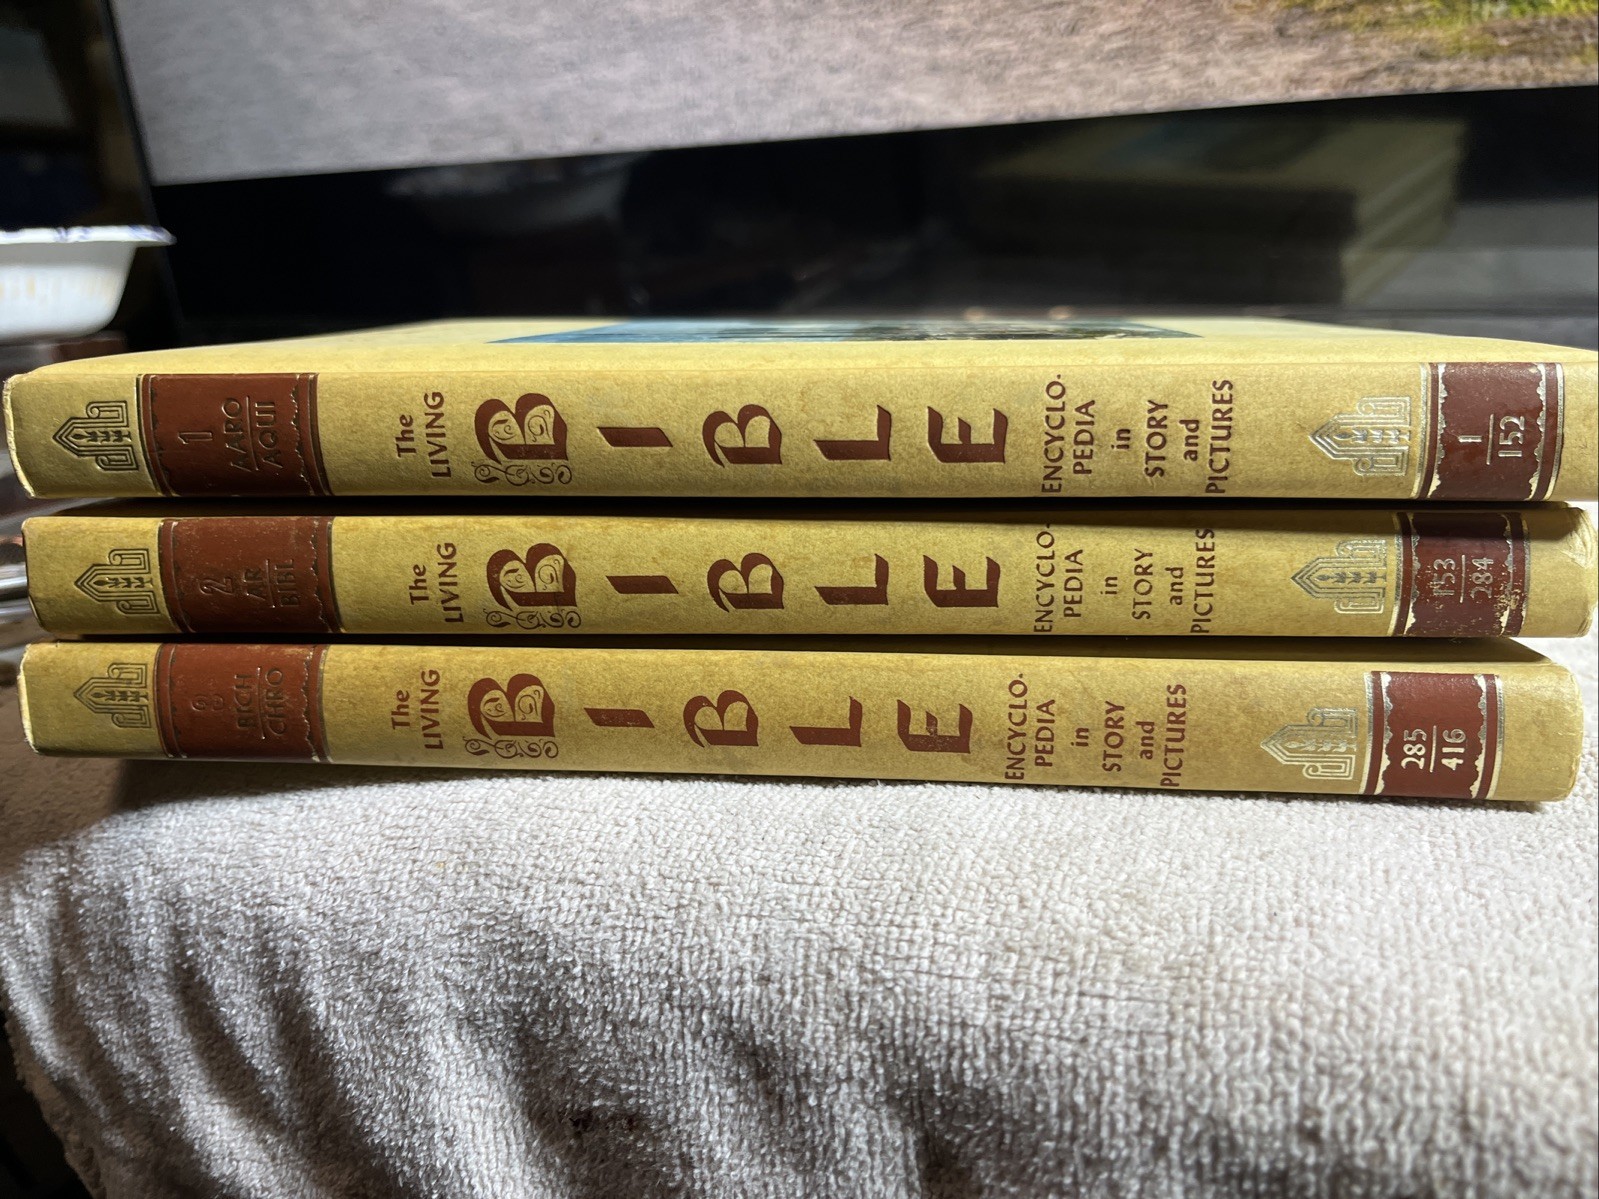 1
AARO
AQUI
The
LIVING
BIBLE
ENCYCLO-
PEDIA
in
STORY
and
PICTURES
1
152
2
AR
BIBL
The
LIVING
BIBLE
ENCYCLO-
PEDIA
in
STORY
and
PICTURES
153
284
3
BICH
CHRO
The
LIVING
BIBLE
ENCYCLO-
PEDIA
in
STORY
and
PICTURES
285
416